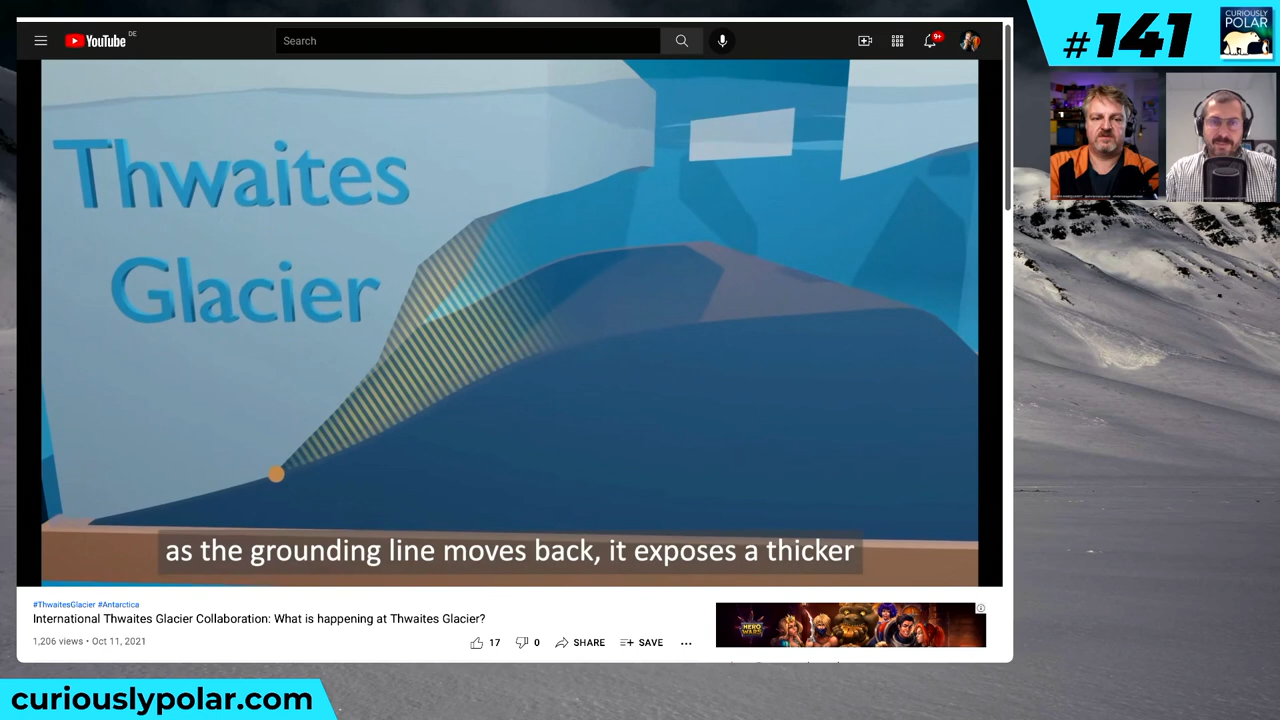 YouTube DE
Search
9+
#141
CURIOUSLY
POLAR
Thwaites
Glacier
as the grounding line moves back, it exposes a thicker
#ThwaitesGlacier #Antarctica
International Thwaites Glacier Collaboration: What is happening at Thwaites Glacier?
1,206 views • Oct 11, 2021
17
0
SHARE
SAVE
HERO
WARS
curiouslypolar.com